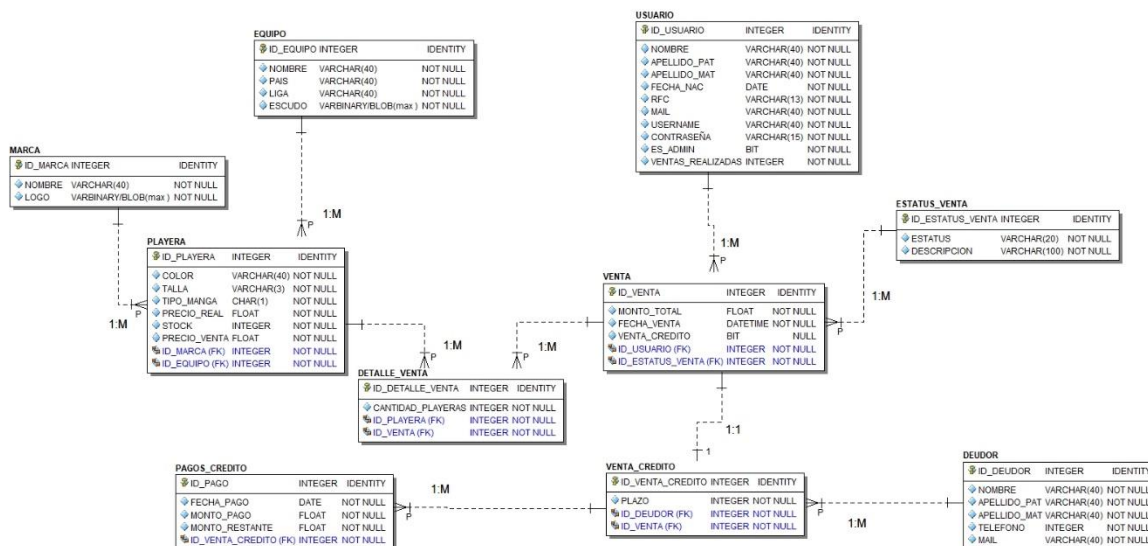 USUARIO
ID_USUARIO INTEGER IDENTITY
NOMBRE VARCHAR(40) NOT NULL
APELLIDO_PAT VARCHAR(40) NOT NULL
APELLIDO_MAT VARCHAR(40) NOT NULL
FECHA_NAC DATE NOT NULL
RFC VARCHAR(13) NOT NULL
MAIL VARCHAR(40) NOT NULL
USERNAME VARCHAR(40) NOT NULL
CONTRASEÑA VARCHAR(15) NOT NULL
ES_ADMIN BIT NOT NULL
VENTAS_REALIZADAS INTEGER NOT NULL
EQUIPO
ID_EQUIPO INTEGER IDENTITY
NOMBRE VARCHAR(40) NOT NULL
PAIS VARCHAR(40) NOT NULL
LIGA VARCHAR(40) NOT NULL
ESCUDO VARBINARY/BLOB(max ) NOT NULL
MARCA
ID_MARCA INTEGER IDENTITY
NOMBRE VARCHAR(40) NOT NULL
LOGO VARBINARY/BLOB(max ) NOT NULL
ESTATUS_VENTA
ID_ESTATUS_VENTA INTEGER IDENTITY
ESTATUS VARCHAR(20) NOT NULL
DESCRIPCION VARCHAR(100) NOT NULL
P
1:M
P
1:M
P
1:M
P
1:M
PLAYERA
ID_PLAYERA INTEGER IDENTITY
COLOR VARCHAR(40) NOT NULL
TALLA VARCHAR(3) NOT NULL
TIPO_MANGA CHAR(1) NOT NULL
PRECIO_REAL FLOAT NOT NULL
STOCK INTEGER NOT NULL
PRECIO_VENTA FLOAT NOT NULL
ID_MARCA (FK) INTEGER NOT NULL
ID_EQUIPO (FK) INTEGER NOT NULL
VENTA
ID_VENTA INTEGER IDENTITY
MONTO_TOTAL FLOAT NOT NULL
FECHA_VENTA DATETIME NOT NULL
VENTA_CREDITO BIT NULL
ID_USUARIO (FK) INTEGER NOT NULL
ID_ESTATUS_VENTA (FK) INTEGER NOT NULL
1:M
P
1:M
P
DETALLE_VENTA
ID_DETALLE_VENTA INTEGER IDENTITY
CANTIDAD_PLAYERAS INTEGER NOT NULL
ID_PLAYERA (FK) INTEGER NOT NULL
ID_VENTA (FK) INTEGER NOT NULL
1:1
1
PAGOS_CREDITO
ID_PAGO INTEGER IDENTITY
FECHA_PAGO DATE NOT NULL
MONTO_PAGO FLOAT NOT NULL
MONTO_RESTANTE FLOAT NOT NULL
ID_VENTA_CREDITO (FK) INTEGER NOT NULL
1:M
P
VENTA_CREDITO
ID_VENTA_CREDITO INTEGER IDENTITY
PLAZO INTEGER NOT NULL
ID_DEUDOR (FK) INTEGER NOT NULL
ID_VENTA (FK) INTEGER NOT NULL
P
1:M
DEUDOR
ID_DEUDOR INTEGER IDENTITY
NOMBRE VARCHAR(40) NOT NULL
APELLIDO_PAT VARCHAR(40) NOT NULL
APELLIDO_MAT VARCHAR(40) NOT NULL
TELEFONO INTEGER NOT NULL
MAIL VARCHAR(40) NOT NULL